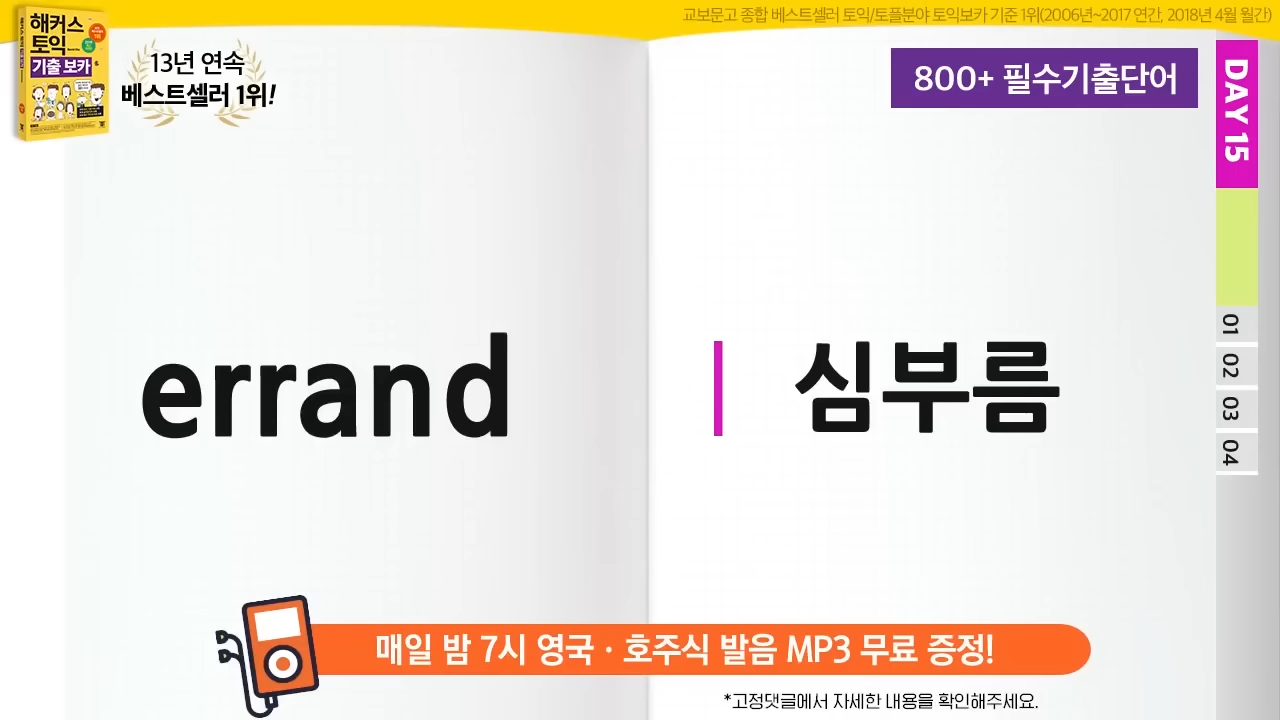 교보문고 종합 베스트셀러 토익/토플분야 토익보카 기준 1위(2006년~2017 연간, 2018년 4월 월간)
해커스
토익
기출 보카
13년 연속
베스트셀러 1위!
800+ 필수기출단어
DAY 15
errand
심부름
01
02
03
04
매일 밤 7시 영국 · 호주식 발음 MP3 무료 증정!
*고정댓글에서 자세한 내용을 확인해주세요.